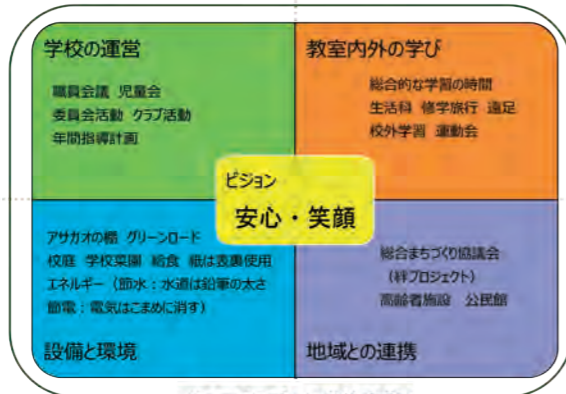 学校の運営
職員会議 児童会
委員会活動 クラブ活動
年間指導計画
教室内外の学び
総合的な学習の時間
生活科 修学旅行 遠足
校外学習 運動会
ビジョン
安心・笑顔
アサガオの棚 グリーンロード
校庭 学校菜園 給食 紙は表裏使用
エネルギー（節水：水道は鉛筆の太さ
節電：電気はこまめに消す）
設備と環境
総合まちづくり協議会
（絆プロジェクト）
高齢者施設 公民館
地域との連携